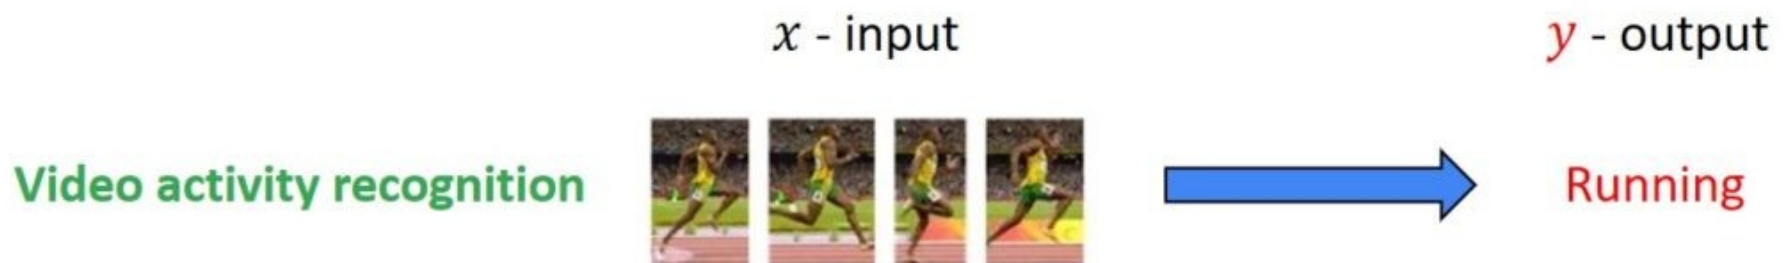 x - input
y - output
Video activity recognition
Running